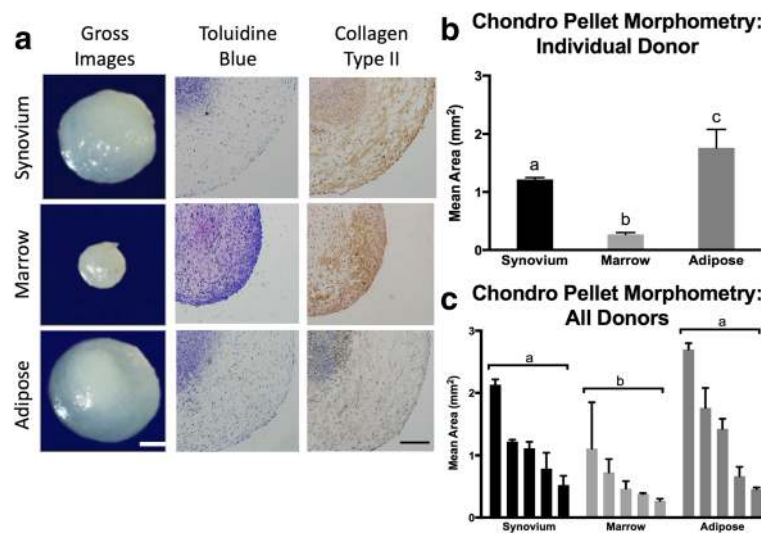 a
Gross
Images
Toluidine
Blue
Collagen
Type II
Synovium
Marrow
Adipose
b
Chondro Pellet Morphometry:
Individual Donor
Mean Area (mm²)
3
2
1
0
a
b
c
Synovium
Marrow
Adipose
c
Chondro Pellet Morphometry:
All Donors
Mean Area (mm²)
3
2
1
0
a
b
a
Synovium
Marrow
Adipose